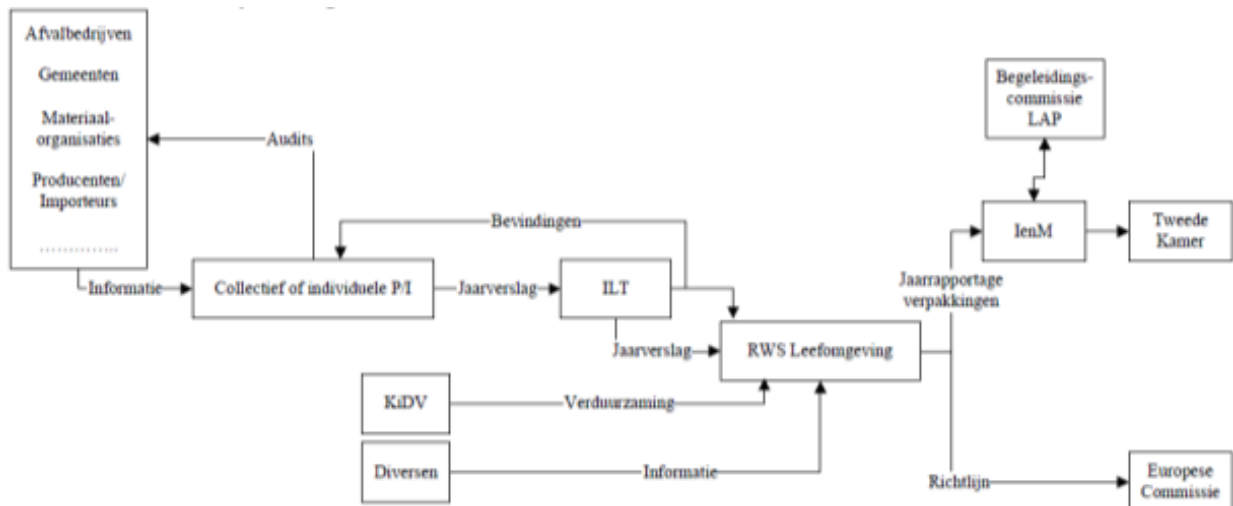 Afvalbedrijven
Gemeenten
Materiaal-
organisaties
Producenten/
Importeurs
…………..
Audits
Informatie
Collectief of individuele P/I
Bevindingen
Jaarverslag
ILT
Jaarverslag
RWS Leefomgeving
KiDV
Verduurzaming
Diversen
Informatie
Begeleidings-
commissie
LAP
IenM
Tweede
Kamer
Jaarrapportage
verpakkingen
Richtlijn
Europese
Commissie